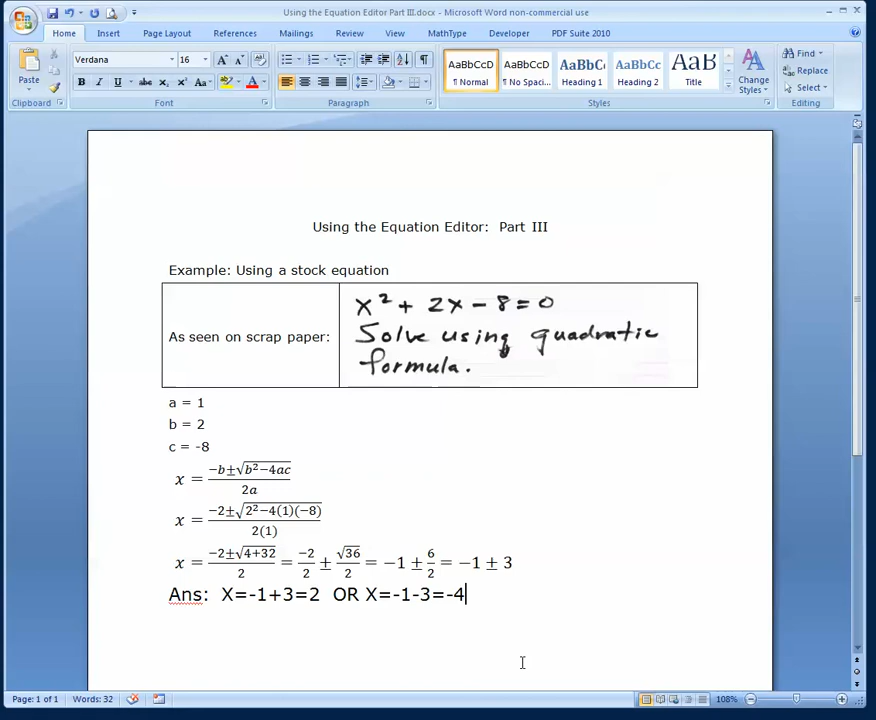 Using the Equation Editor Part III.docx - Microsoft Word non-commercial use
Home Insert Page Layout References Mailings Review View MathType Developer PDF Suite 2010
Paste
Clipboard
Verdana 16
B I U abc x₂ x² Aa A
Font
Paragraph
AaBbCcD AaBbCcD AaBbC AaBbCc AaB
¶ Normal ¶ No Spaci... Heading 1 Heading 2 Title
Change Styles
Styles
Find
Replace
Select
Editing
Using the Equation Editor: Part III
Example: Using a stock equation
As seen on scrap paper:
x² + 2x - 8 = 0
Solve using quadratic
formula.
a = 1
b = 2
c = -8
x = (-b±√(b²-4ac))/(2a)
x = (-2±√(2²-4(1)(-8)))/(2(1))
x = (-2±√(4+32))/2 = -2/2 ± √36/2 = -1 ± 6/2 = -1 ± 3
Ans: X=-1+3=2 OR X=-1-3=-4
Page: 1 of 1 Words: 32 108%